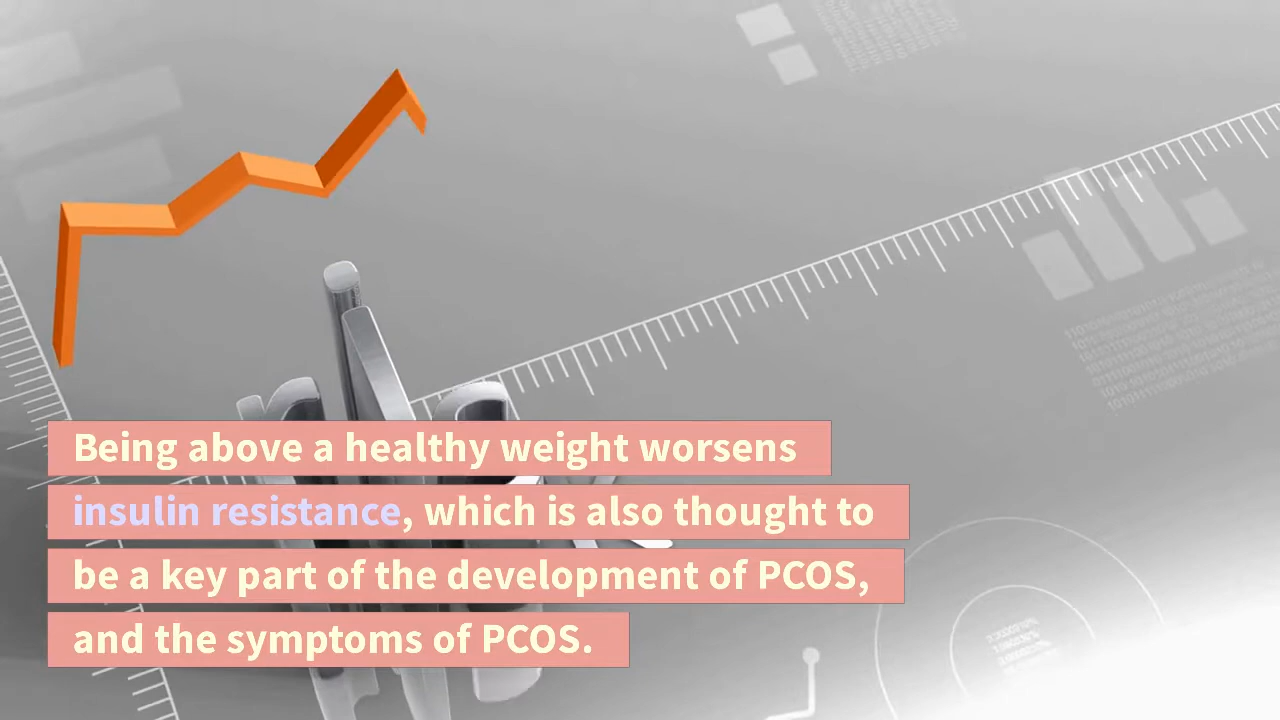 Being above a healthy weight worsens
insulin resistance, which is also thought to
be a key part of the development of PCOS,
and the symptoms of PCOS.